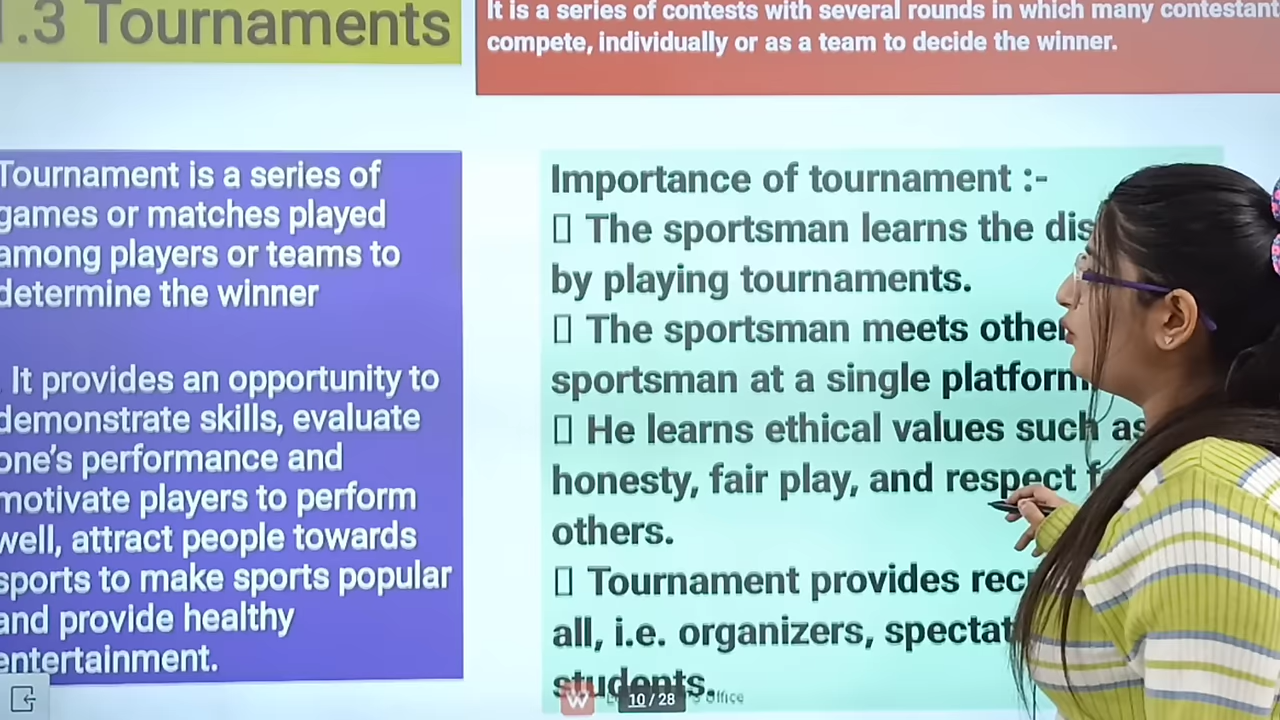 .3 Tournaments
It is a series of contests with several rounds in which many contestant
compete, individually or as a team to decide the winner.
Tournament is a series of
games or matches played
among players or teams to
determine the winner
. It provides an opportunity to
demonstrate skills, evaluate
one's performance and
motivate players to perform
well, attract people towards
sports to make sports popular
and provide healthy
entertainment.
Importance of tournament :-
The sportsman learns the dis
by playing tournaments.
The sportsman meets other
sportsman at a single platform
He learns ethical values such as
honesty, fair play, and respect f
others.
Tournament provides recr
all, i.e. organizers, spectat
students.
W 10 / 28 Office